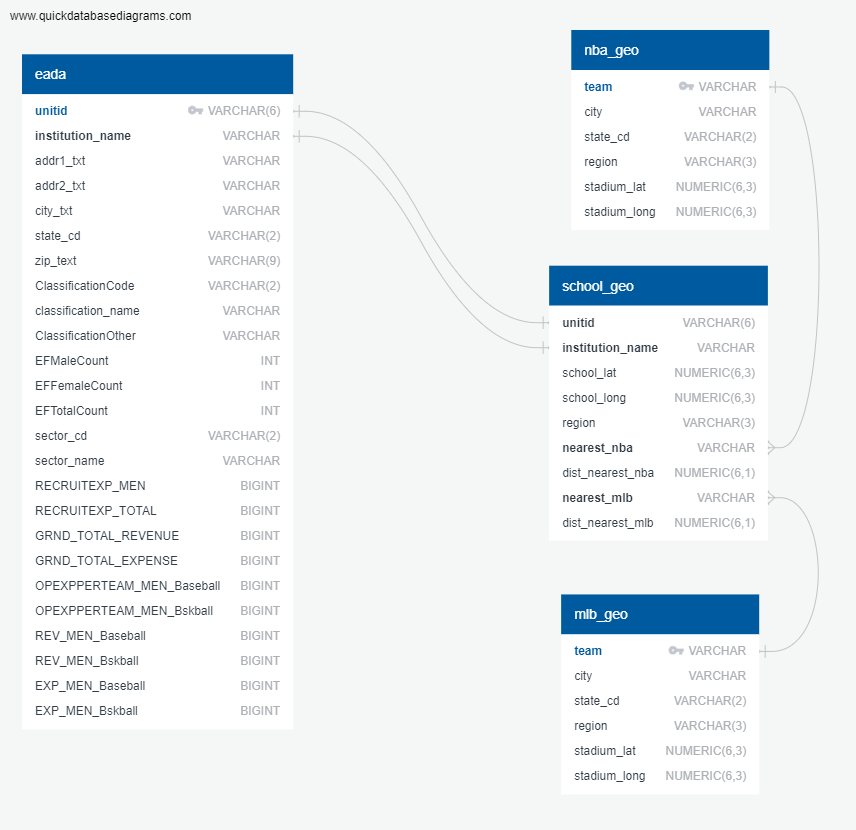 www.quickdatabasediagrams.com
eada
unitid VARCHAR(6)
institution_name VARCHAR
addr1_txt VARCHAR
addr2_txt VARCHAR
city_txt VARCHAR
state_cd VARCHAR(2)
zip_text VARCHAR(9)
ClassificationCode VARCHAR(2)
classification_name VARCHAR
ClassificationOther VARCHAR
EFMaleCount INT
EFFemaleCount INT
EFTotalCount INT
sector_cd VARCHAR(2)
sector_name VARCHAR
RECRUITEXP_MEN BIGINT
RECRUITEXP_TOTAL BIGINT
GRND_TOTAL_REVENUE BIGINT
GRND_TOTAL_EXPENSE BIGINT
OPEXPPERTEAM_MEN_Baseball BIGINT
OPEXPPERTEAM_MEN_Bskball BIGINT
REV_MEN_Baseball BIGINT
REV_MEN_Bskball BIGINT
EXP_MEN_Baseball BIGINT
EXP_MEN_Bskball BIGINT
nba_geo
team VARCHAR
city VARCHAR
state_cd VARCHAR(2)
region VARCHAR(3)
stadium_lat NUMERIC(6,3)
stadium_long NUMERIC(6,3)
school_geo
unitid VARCHAR(6)
institution_name VARCHAR
school_lat NUMERIC(6,3)
school_long NUMERIC(6,3)
region VARCHAR(3)
nearest_nba VARCHAR
dist_nearest_nba NUMERIC(6,1)
nearest_mlb VARCHAR
dist_nearest_mlb NUMERIC(6,1)
mlb_geo
team VARCHAR
city VARCHAR
state_cd VARCHAR(2)
region VARCHAR(3)
stadium_lat NUMERIC(6,3)
stadium_long NUMERIC(6,3)